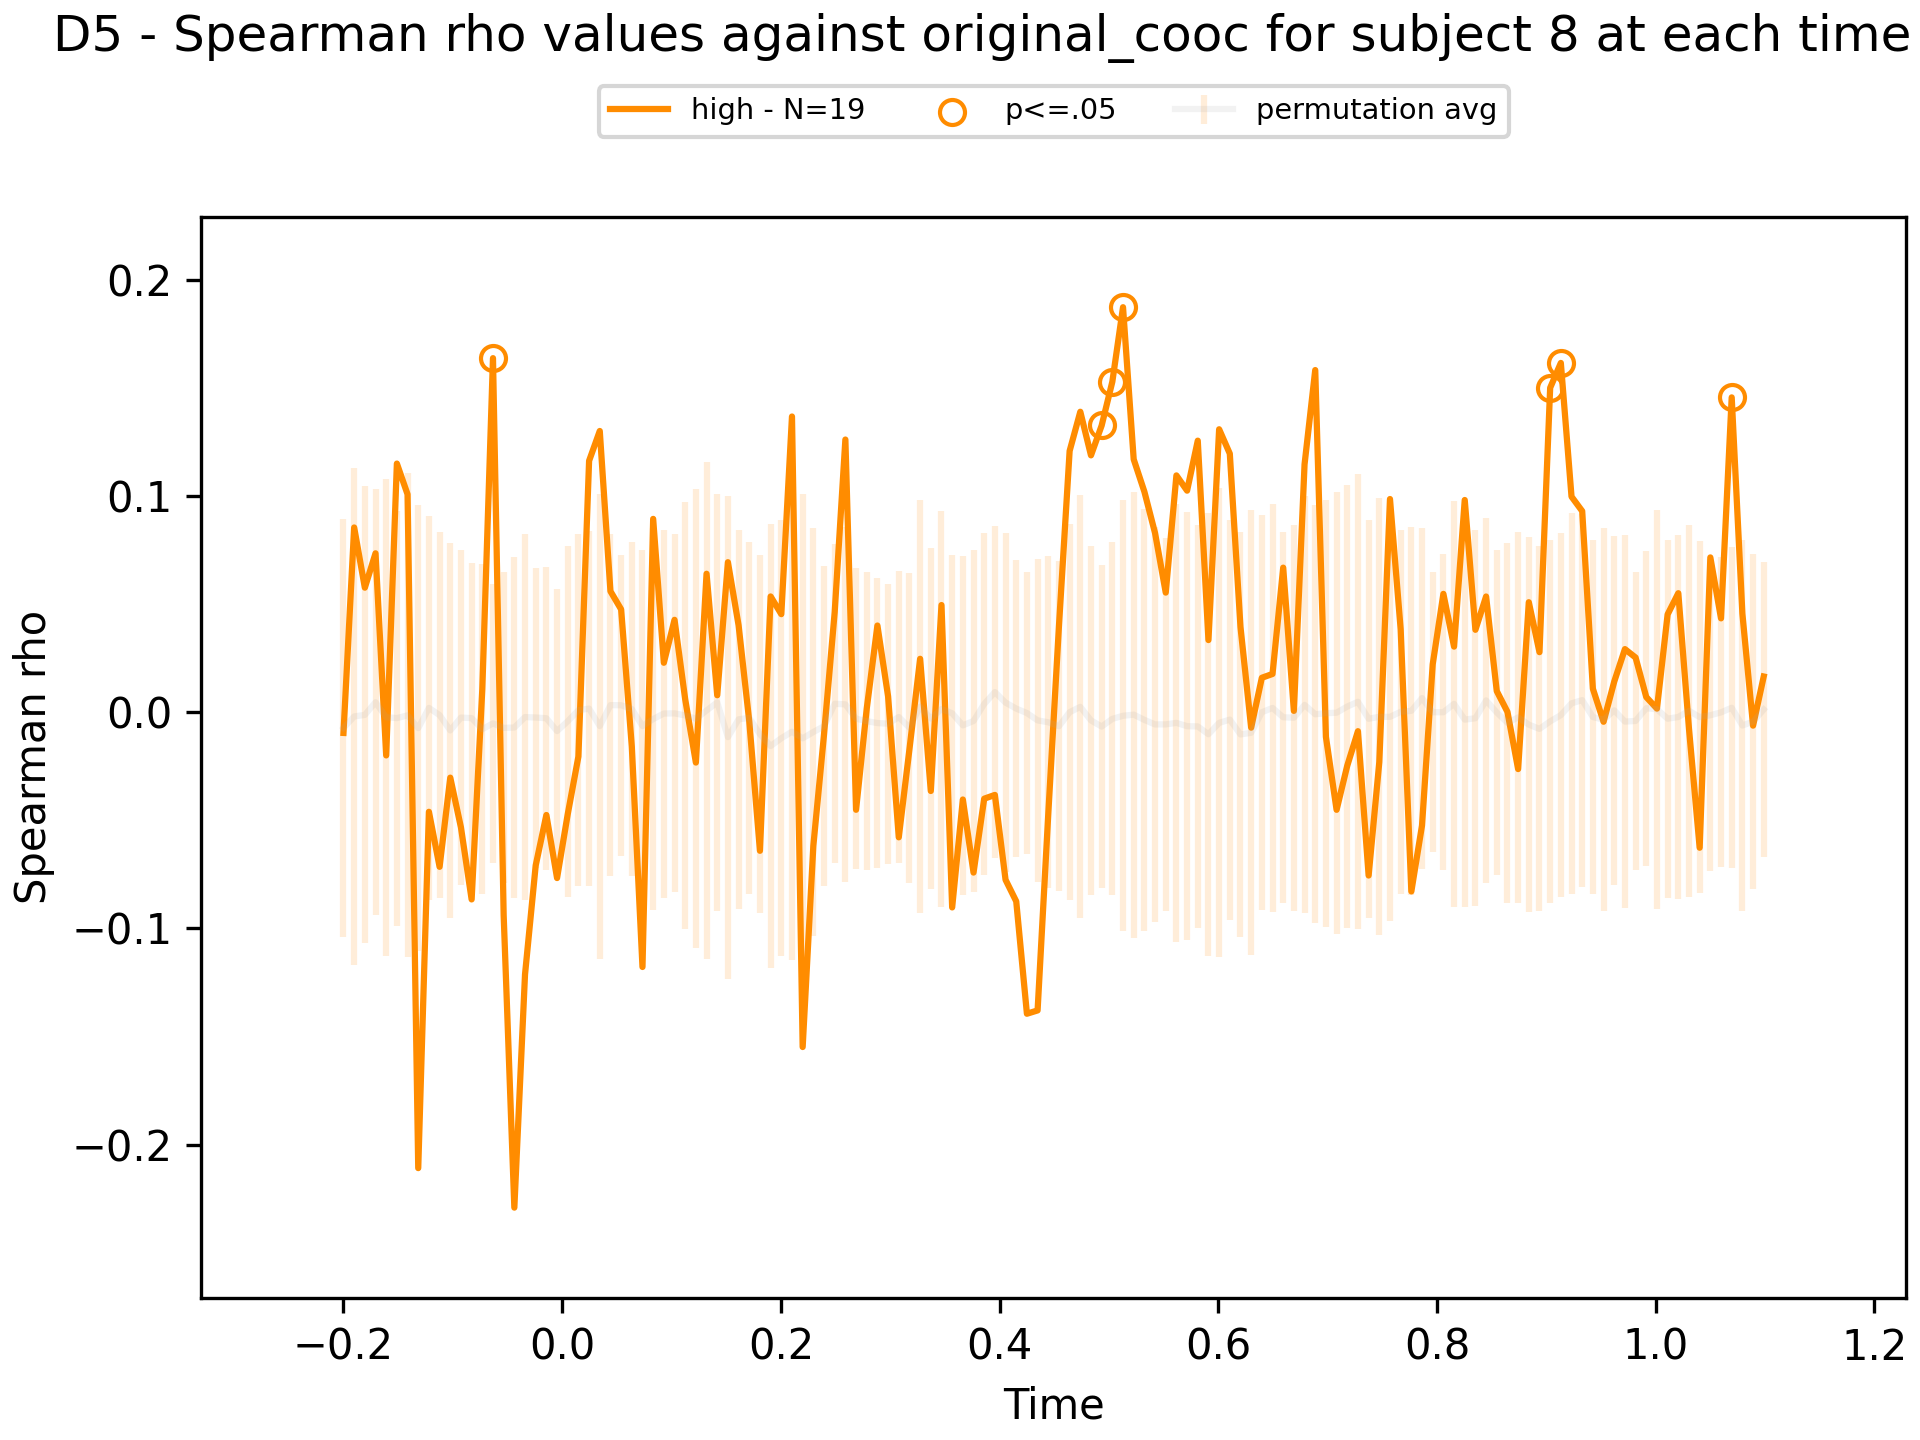 D5 - Spearman rho values against original_cooc for subject 8 at each time
high - N=19 p<=.05 permutation avg
0.2
0.1
0.0
−0.1
−0.2
Spearman rho
−0.2 0.0 0.2 0.4 0.6 0.8 1.0 1.2
Time